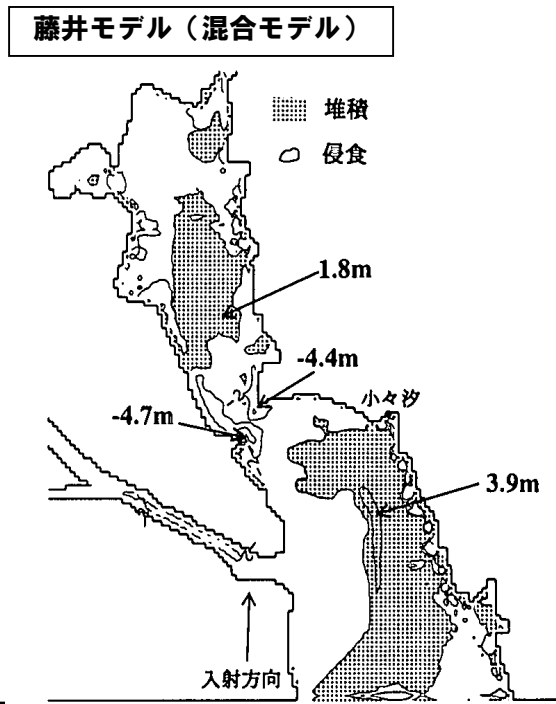 藤井モデル（混合モデル）
堆積
侵食
1.8m
-4.4m
小々汐
-4.7m
3.9m
入射方向